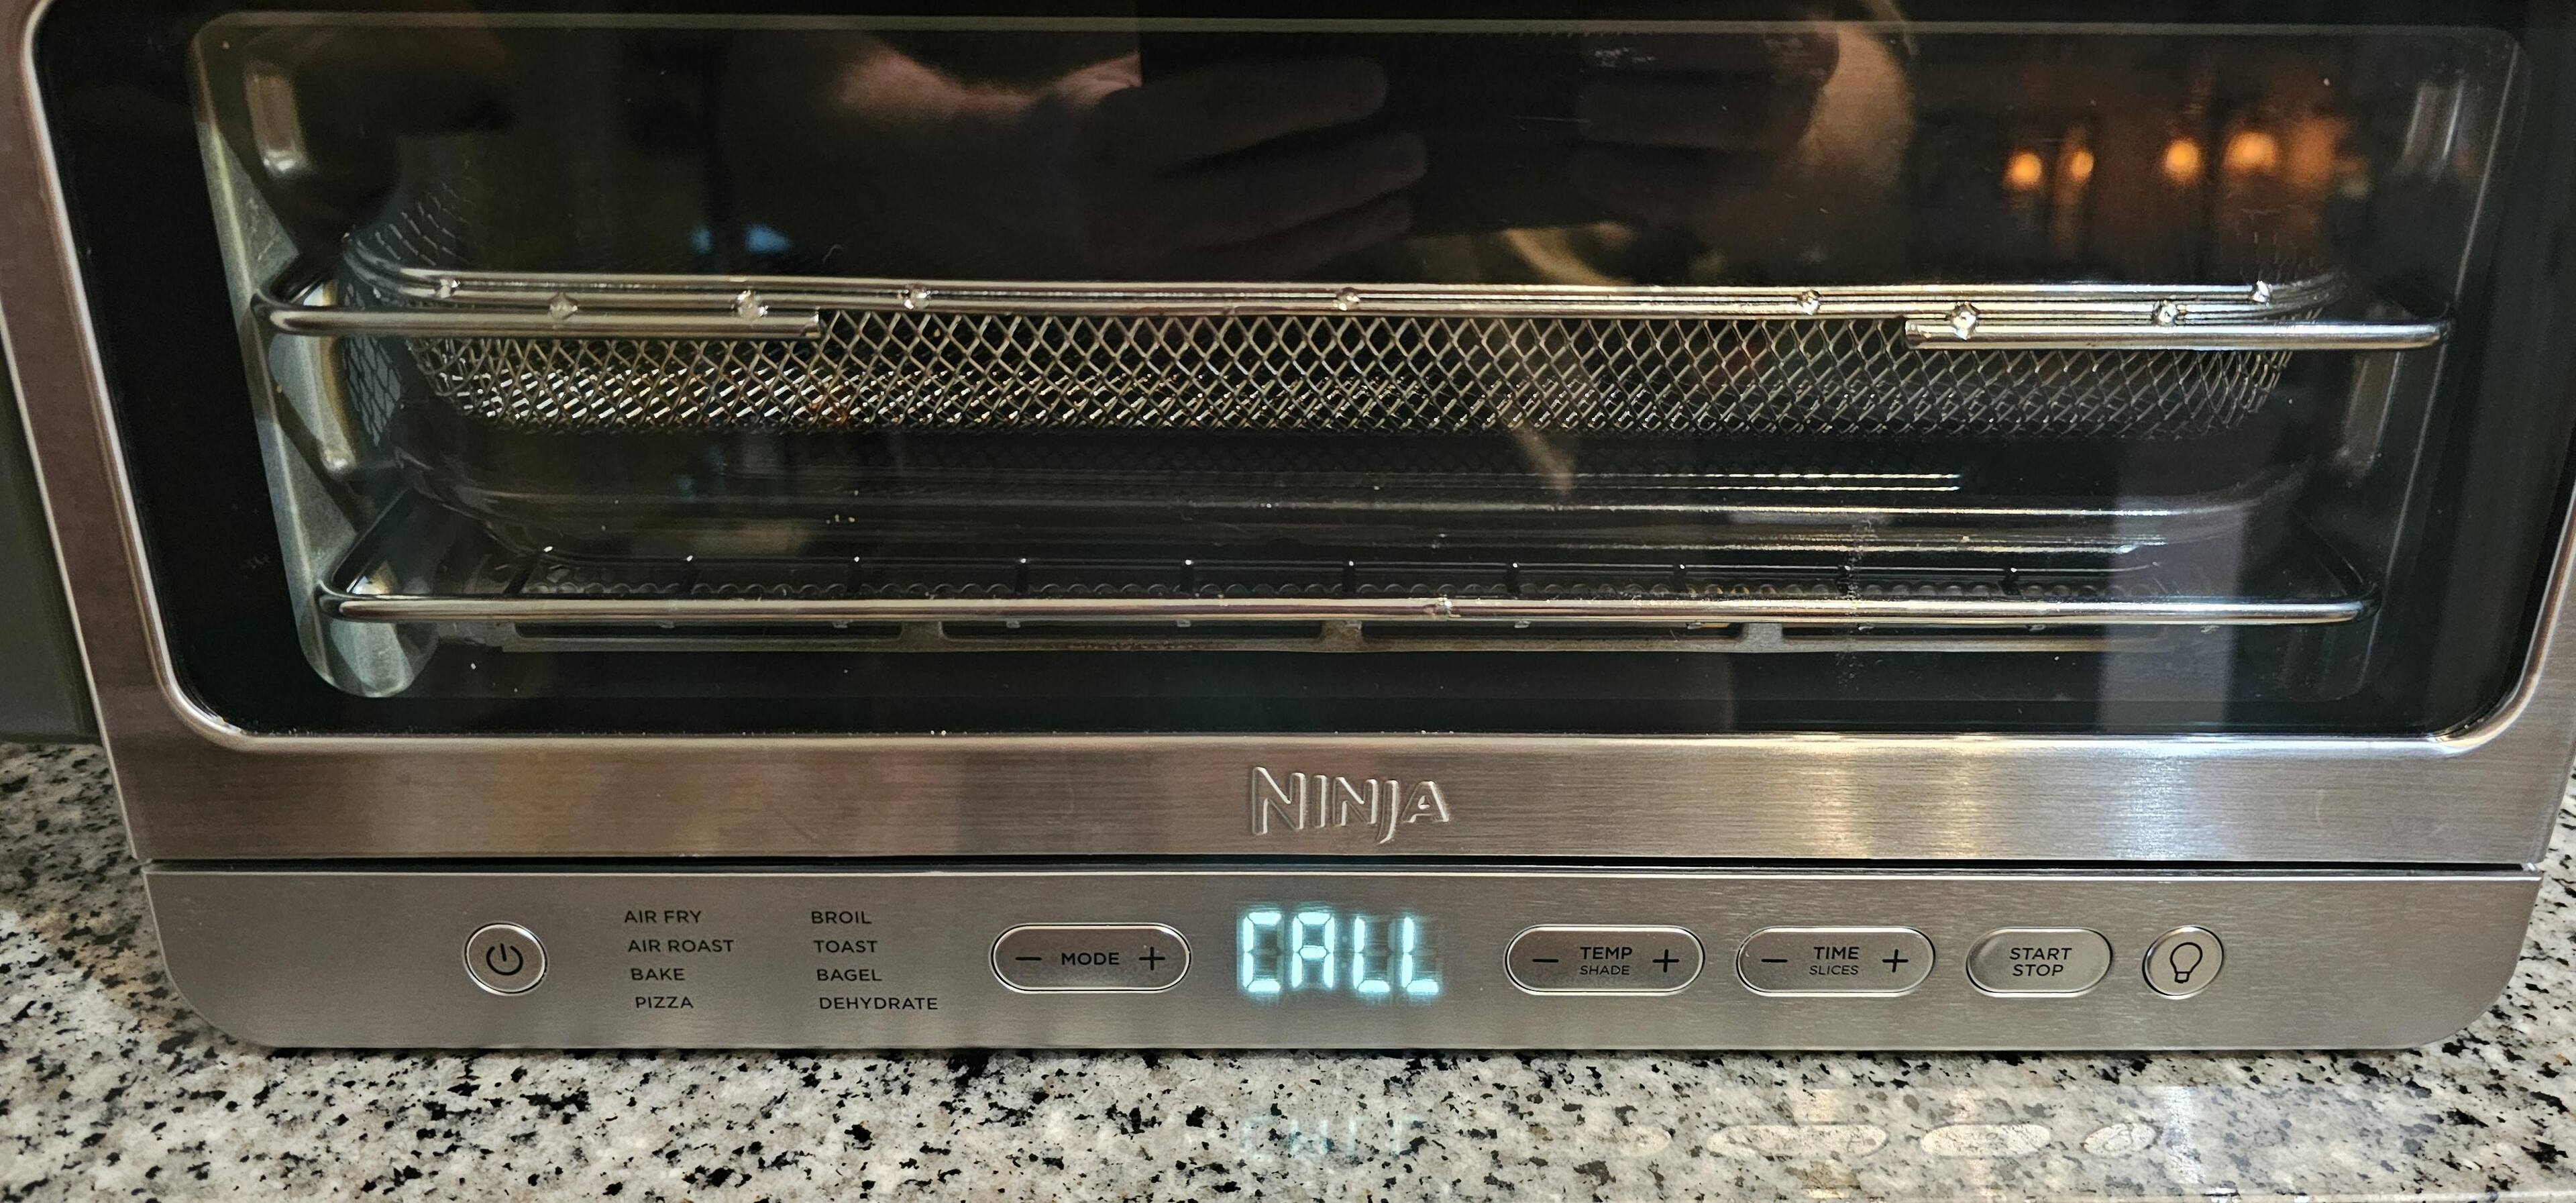 NINJA
AIR FRY BROIL
AIR ROAST TOAST
BAKE BAGEL
PIZZA DEHYDRATE
− MODE +
CALL
− TEMP +
SHADE
− TIME +
SLICES
START
STOP